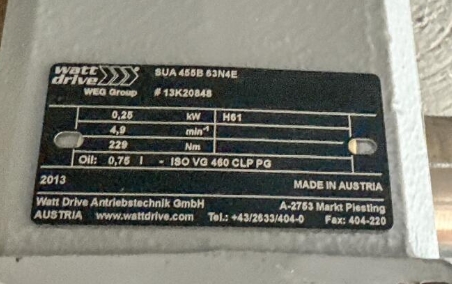 watt drive
SUA 455B 63N4E
WEG Group # 13K20848
0,25 kW H61
4,9 min⁻¹
229 Nm
Oil: 0,75 l - ISO VG 460 CLP PG
2013 MADE IN AUSTRIA
Watt Drive Antriebstechnik GmbH A-2753 Markt Piesting
AUSTRIA www.wattdrive.com Tel.: +43/2633/404-0 Fax: 404-220